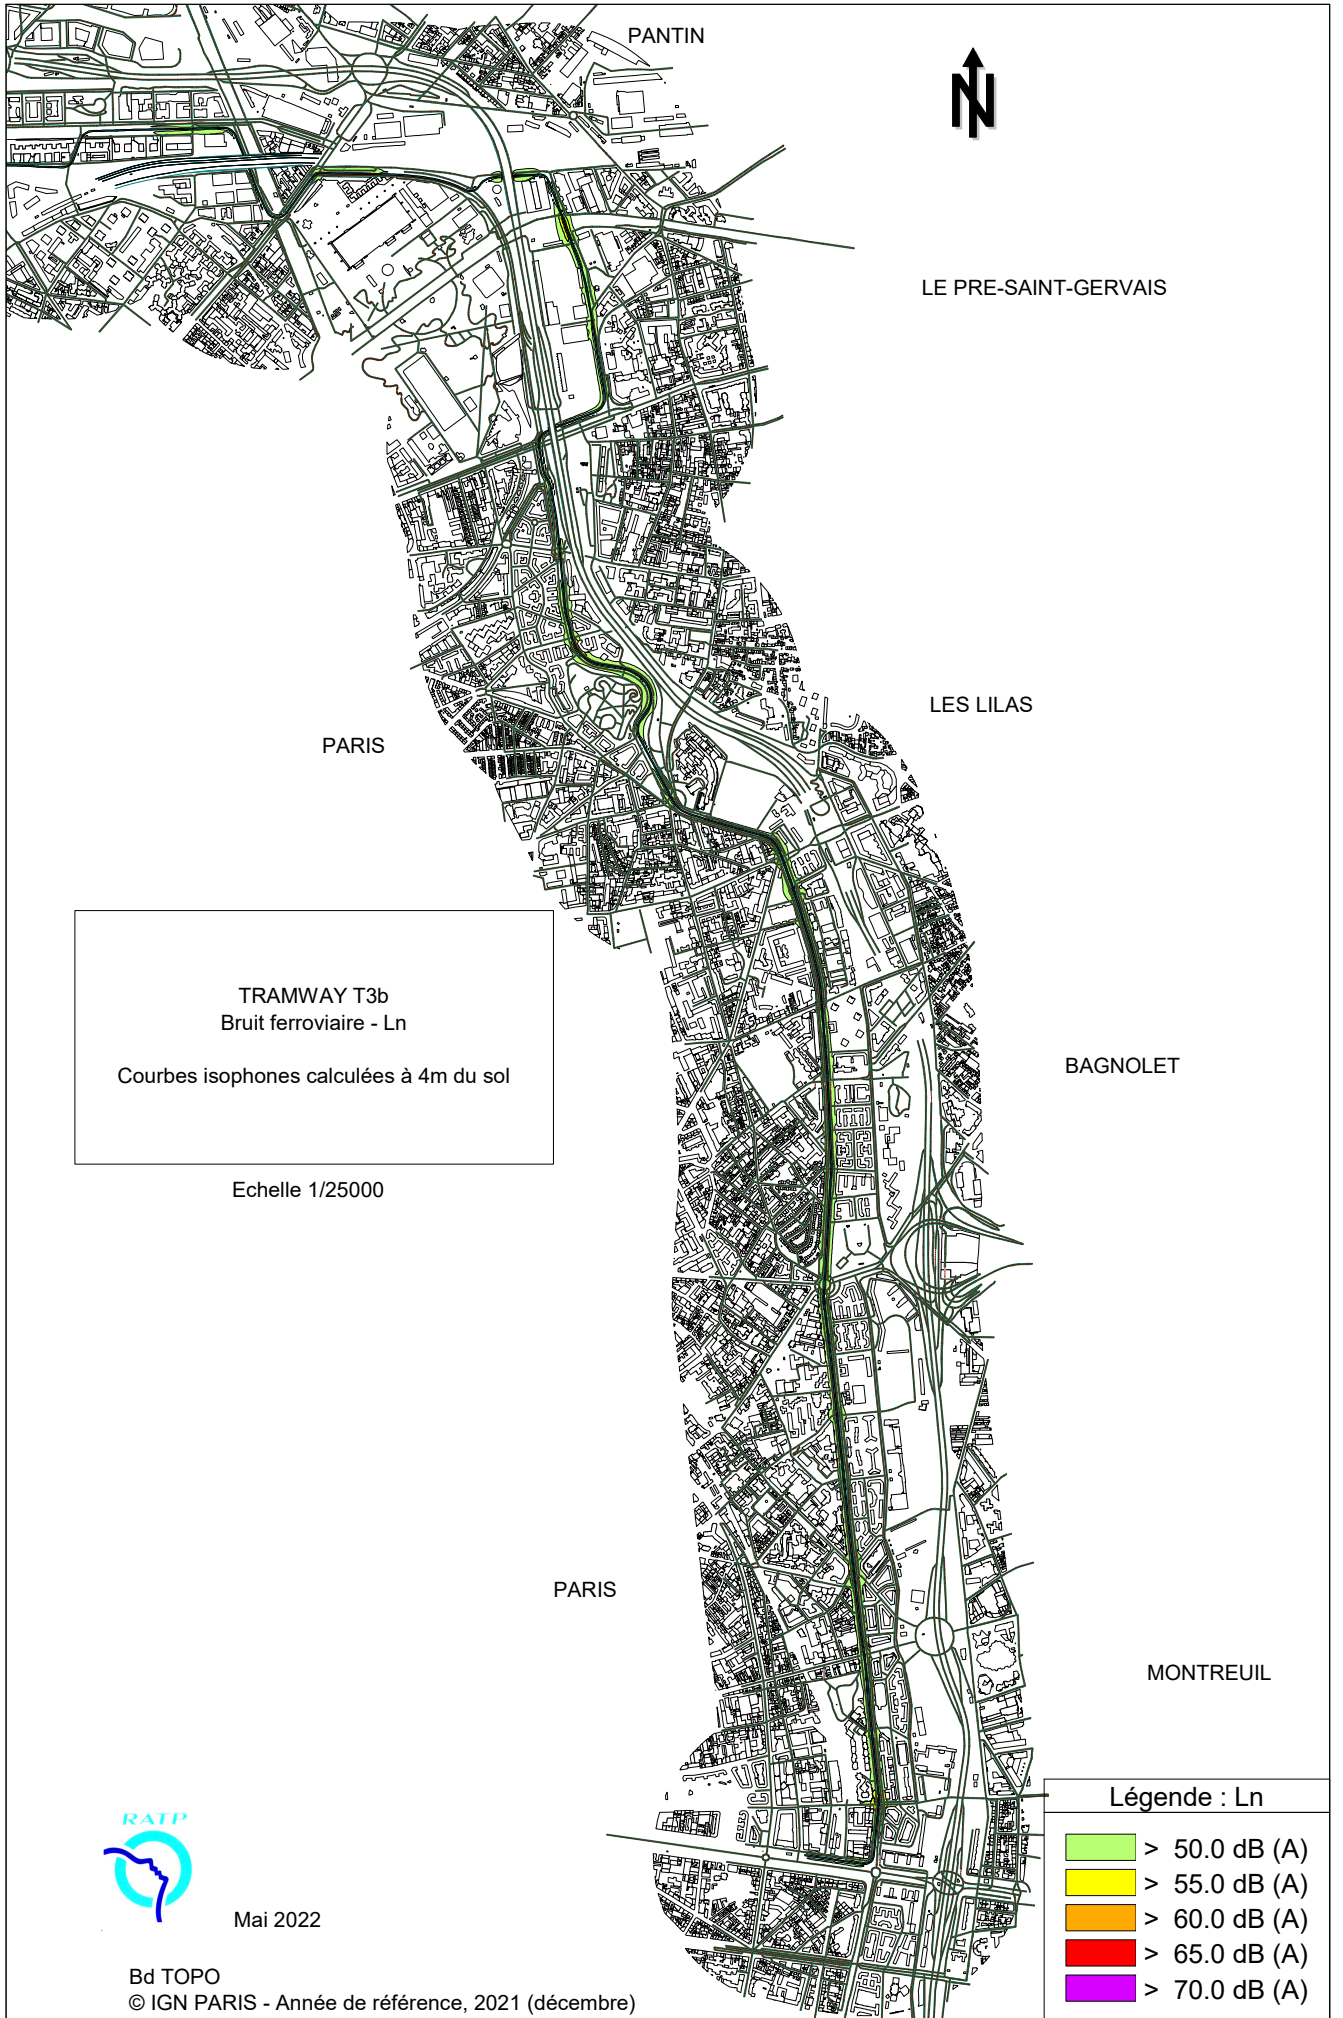 PANTIN
N
LE PRE-SAINT-GERVAIS
LES LILAS
PARIS
TRAMWAY T3b
Bruit ferroviaire - Ln
Courbes isophones calculées à 4m du sol
BAGNOLET
Echelle 1/25000
PARIS
MONTREUIL
Légende : Ln
> 50.0 dB (A)
> 55.0 dB (A)
> 60.0 dB (A)
> 65.0 dB (A)
> 70.0 dB (A)
RATP
Mai 2022
Bd TOPO
© IGN PARIS - Année de référence, 2021 (décembre)